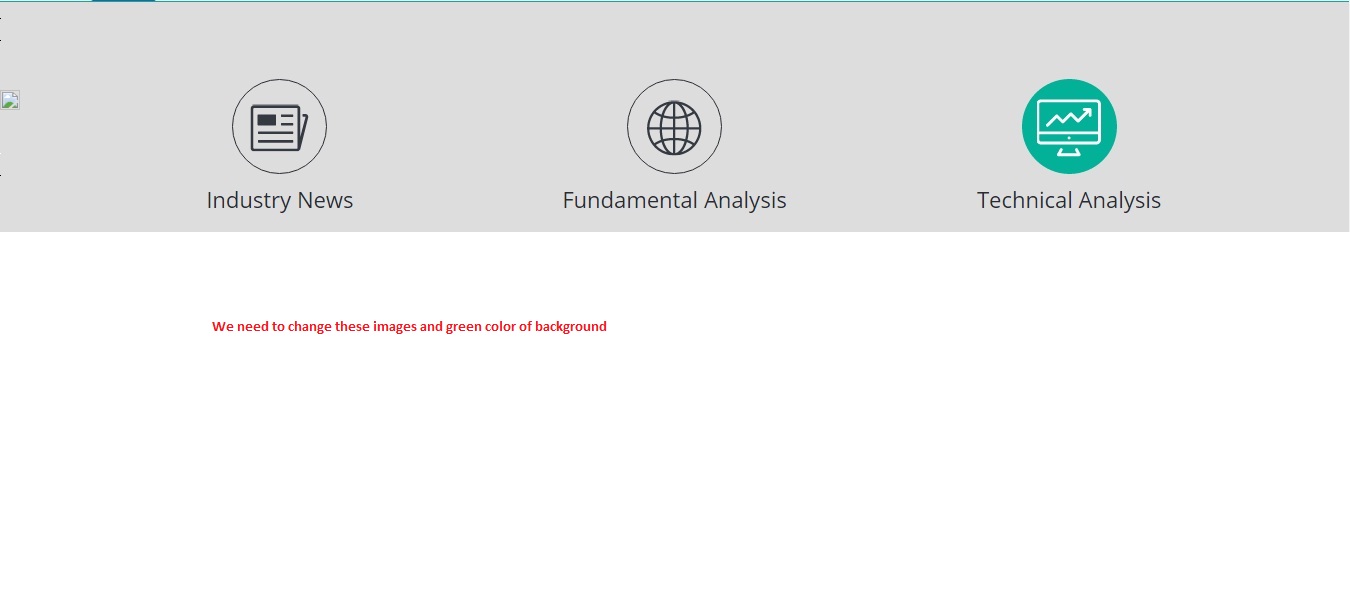 Industry News
Fundamental Analysis
Technical Analysis
We need to change these images and green color of background